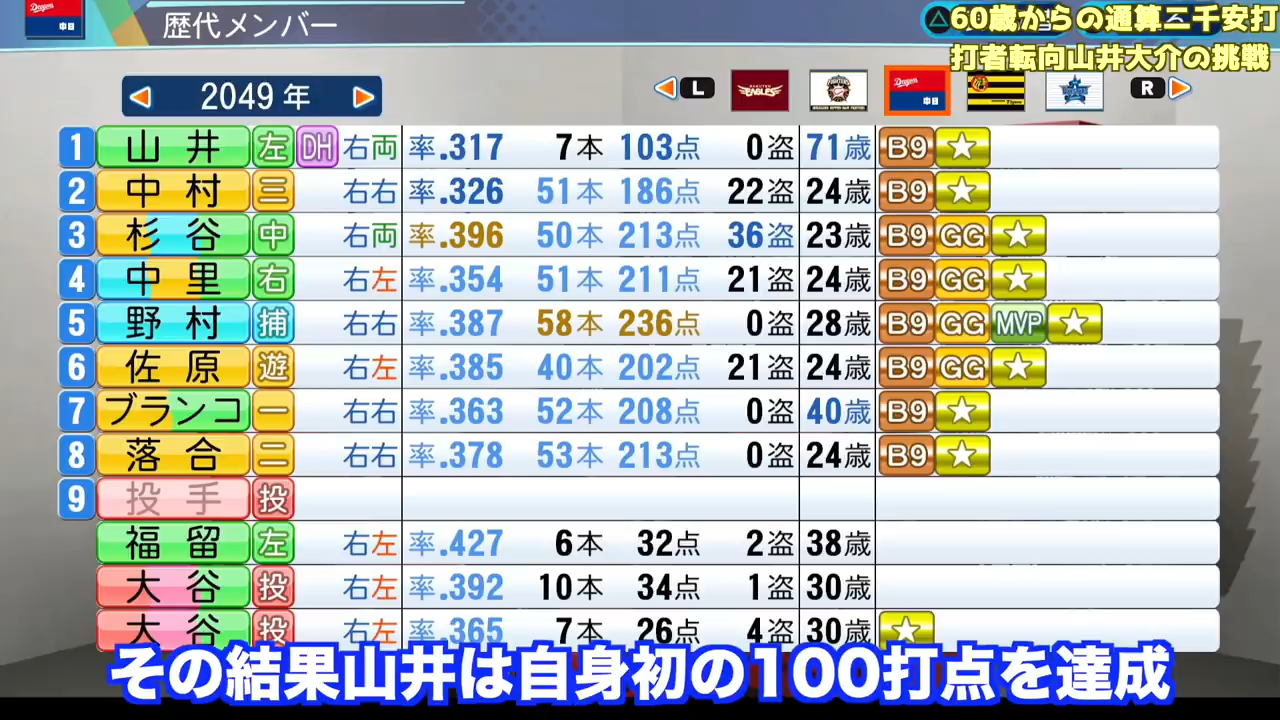 Dragons
中日
歴代メンバー
60歳からの通算二千安打
打者転向山井大介の挑戦
2049年
L
EAGLES
FIGHTERS
Dragons
中日
Tigers
R
1 山井 左 DH 右両 率.317 7本 103点 0盗 71歳 B9 ★
2 中村 三 右右 率.326 51本 186点 22盗 24歳 B9 ★
3 杉谷 中 右両 率.396 50本 213点 36盗 23歳 B9 GG ★
4 中里 右 右左 率.354 51本 211点 21盗 24歳 B9 GG ★
5 野村 捕 右右 率.387 58本 236点 0盗 28歳 B9 GG MVP ★
6 佐原 遊 右左 率.385 40本 202点 21盗 24歳 B9 GG ★
7 ブランコ 一 右右 率.363 52本 208点 0盗 40歳 B9 ★
8 落合 二 右右 率.378 53本 213点 0盗 24歳 B9 ★
9 投手 投
福留 左 右左 率.427 6本 32点 2盗 38歳
大谷 投 右左 率.392 10本 34点 1盗 30歳
大谷 投 右左 率.365 7本 26点 4盗 30歳 ★
その結果山井は自身初の100打点を達成